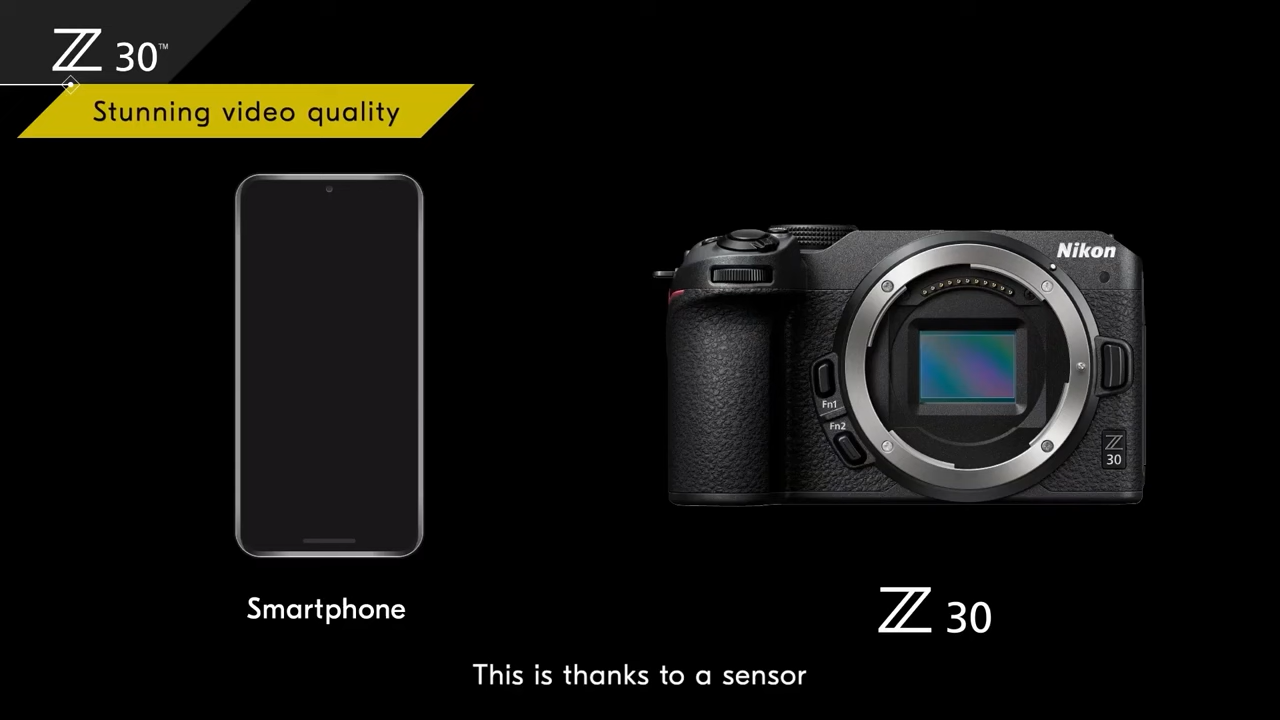 Z 30™
Stunning video quality
Nikon
Fn1
Fn2
Z
30
Smartphone
Z 30
This is thanks to a sensor